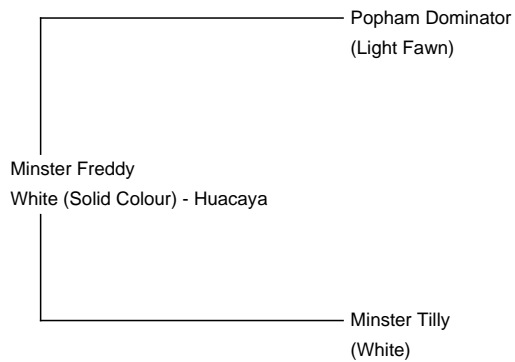 Popham Dominator
(Light Fawn)
Minster Freddy
White (Solid Colour) - Huacaya
Minster Tilly
(White)